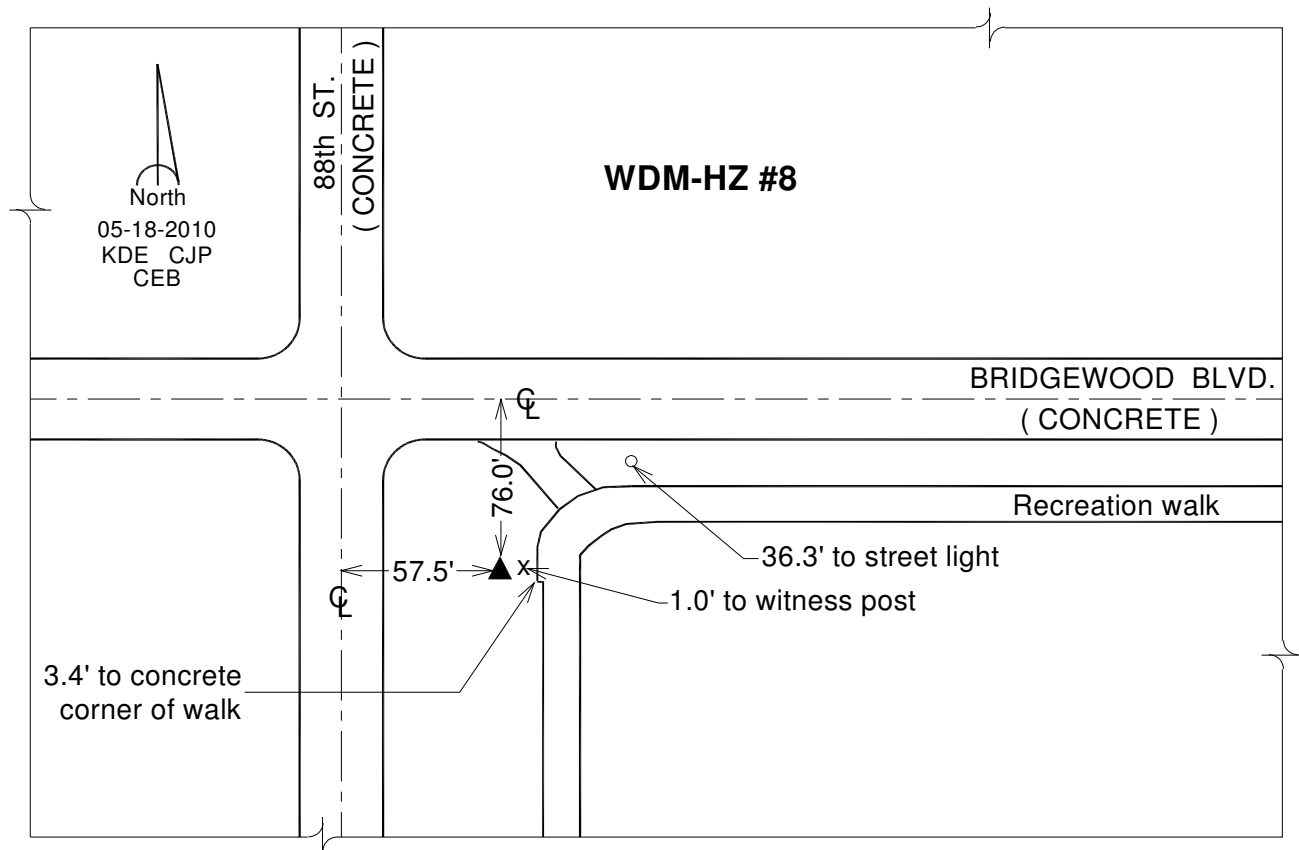 88th ST.
( CONCRETE )
WDM-HZ #8
North
05-18-2010
KDE CJP
CEB
BRIDGEWOOD BLVD.
( CONCRETE )
CL
76.0'
Recreation walk
36.3' to street light
57.5'
1.0' to witness post
CL
x
3.4' to concrete
corner of walk